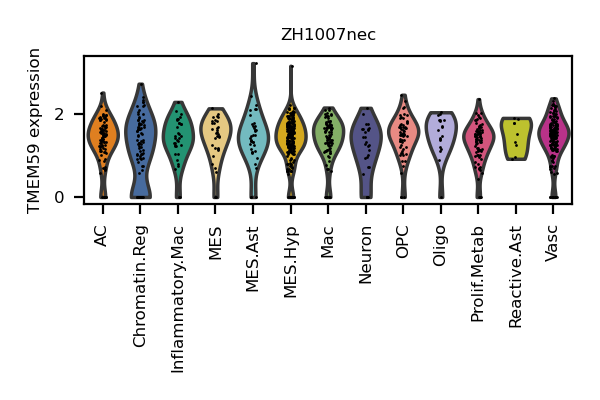 ZH1007nec
TMEM59 expression
2
0
AC
Chromatin.Reg
Inflammatory.Mac
MES
MES.Ast
MES.Hyp
Mac
Neuron
OPC
Oligo
Prolif.Metab
Reactive.Ast
Vasc